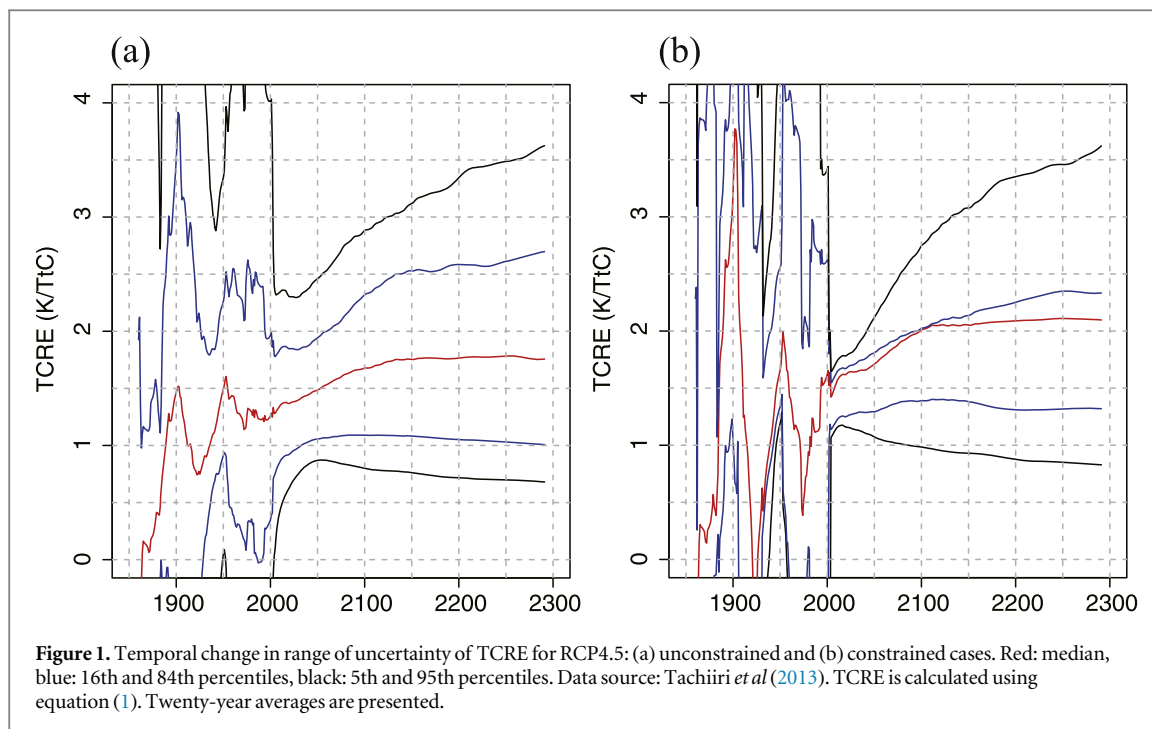 (a)
(b)
TCRE (K/TtC)
4
3
2
1
0
1900 2000 2100 2200 2300
TCRE (K/TtC)
4
3
2
1
0
1900 2000 2100 2200 2300
Figure 1. Temporal change in range of uncertainty of TCRE for RCP4.5: (a) unconstrained and (b) constrained cases. Red: median,
blue: 16th and 84th percentiles, black: 5th and 95th percentiles. Data source: Tachiiri et al (2013). TCRE is calculated using
equation (1). Twenty-year averages are presented.